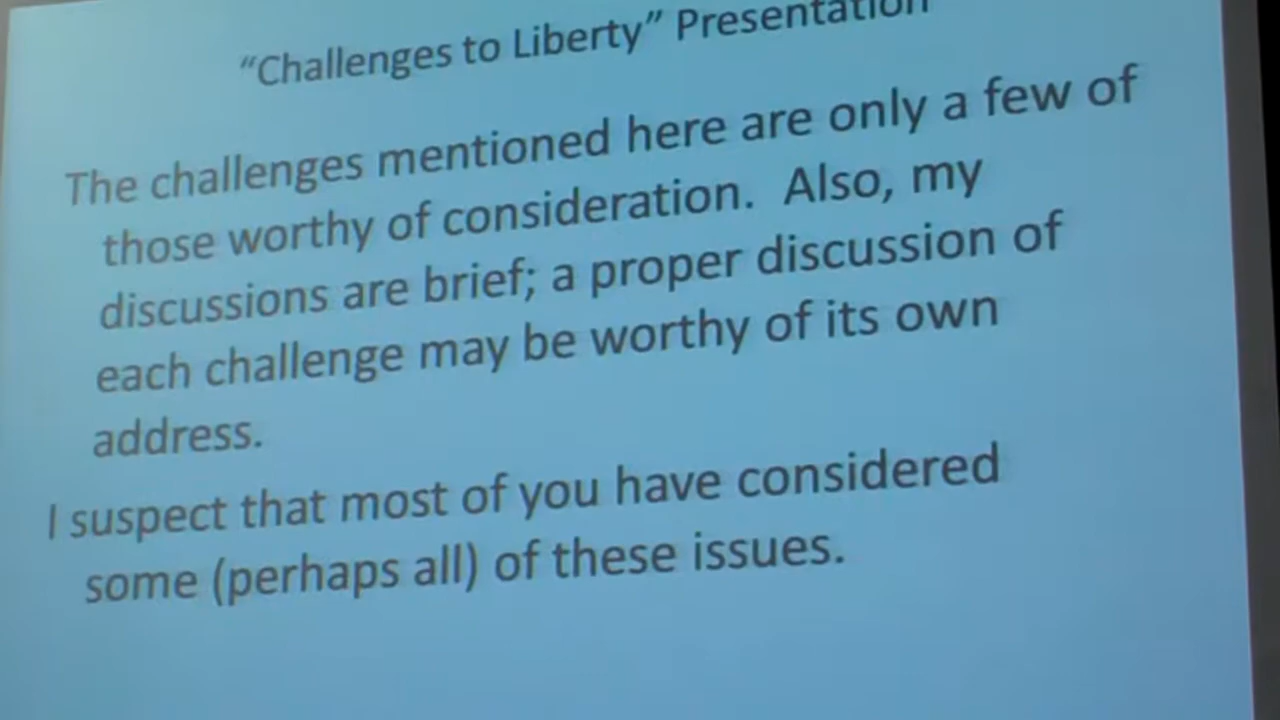 “Challenges to Liberty” Presentation
The challenges mentioned here are only a few of
those worthy of consideration. Also, my
discussions are brief; a proper discussion of
each challenge may be worthy of its own
address.
I suspect that most of you have considered
some (perhaps all) of these issues.